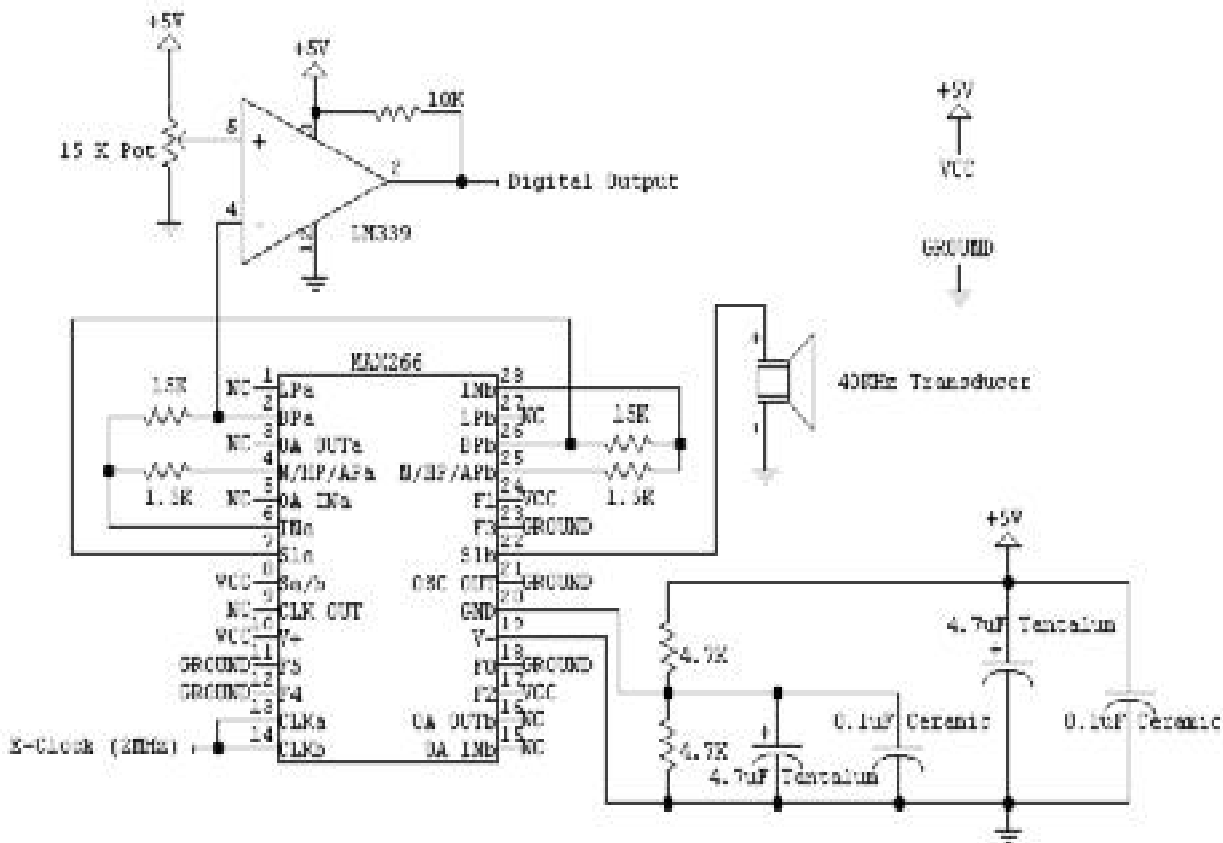 +5V
+5V
10K
+5V
15 K Pot
+
2
Digital Output
VCC
4
-
LM339
GROUND
MAX266
+
40KHz Transducer
1
NC
LPa
28
INb
15K
2
BPa
27
LPb
NC
3
NC
OA OUTa
26
BPb
15K
4
N/HP/APa
25
N/HP/APb
1.5K
5
NC
OA INa
24
F1
VCC
1.5K
6
INa
23
F3
GROUND
7
S1a
22
S1b
+5V
8
VCC
Sa/b
21
OSC OUT
GROUND
9
NC
CLK OUT
20
GND
10
VCC
V+
19
V-
4.7K
4.7uF Tantalum
+
11
GROUND
F5
18
F0
GROUND
12
GROUND
F4
17
F2
VCC
13
CLKa
16
OA OUTb
NC
0.1uF Ceramic
0.1uF Ceramic
E-Clock (2MHz)
14
CLKb
15
OA INb
NC
4.7K
+
4.7uF Tantalum